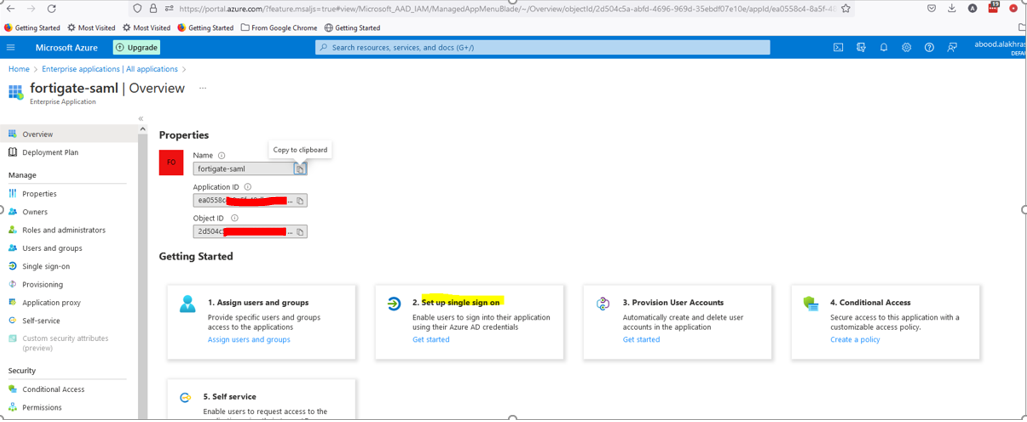 https://portal.azure.com/?feature.msaljs=true#view/Microsoft_AAD_IAM/ManagedAppMenuBlade/~/Overview/objectId/2d504c5a-abfd-4696-969d-35ebdf07e10e/appId/ea0558c4-8a5f-4
15
Getting Started
Most Visited
Most Visited
Getting Started
From Google Chrome
Getting Started
Microsoft Azure
Upgrade
Search resources, services, and docs (G+/)
abood.alakhras
Home > Enterprise applications | All applications >
fortigate-saml | Overview ...
Enterprise Application
«
Overview
Deployment Plan
Manage
Properties
Owners
Roles and administrators
Users and groups
Single sign-on
Provisioning
Application proxy
Self-service
Custom security attributes
(preview)
Security
Conditional Access
Permissions
Properties
FO
Name
Copy to clipboard
fortigate-saml
Application ID
ea0558c ...
Object ID
2d504c ...
Getting Started
1. Assign users and groups
Provide specific users and groups
access to the applications
Assign users and groups
2. Set up single sign on
Enable users to sign into their application
using their Azure AD credentials
Get started
3. Provision User Accounts
Automatically create and delete user
accounts in the application
Get started
4. Conditional Access
Secure access to this application with a
customizable access policy.
Create a policy
5. Self service
Enable users to request access to the